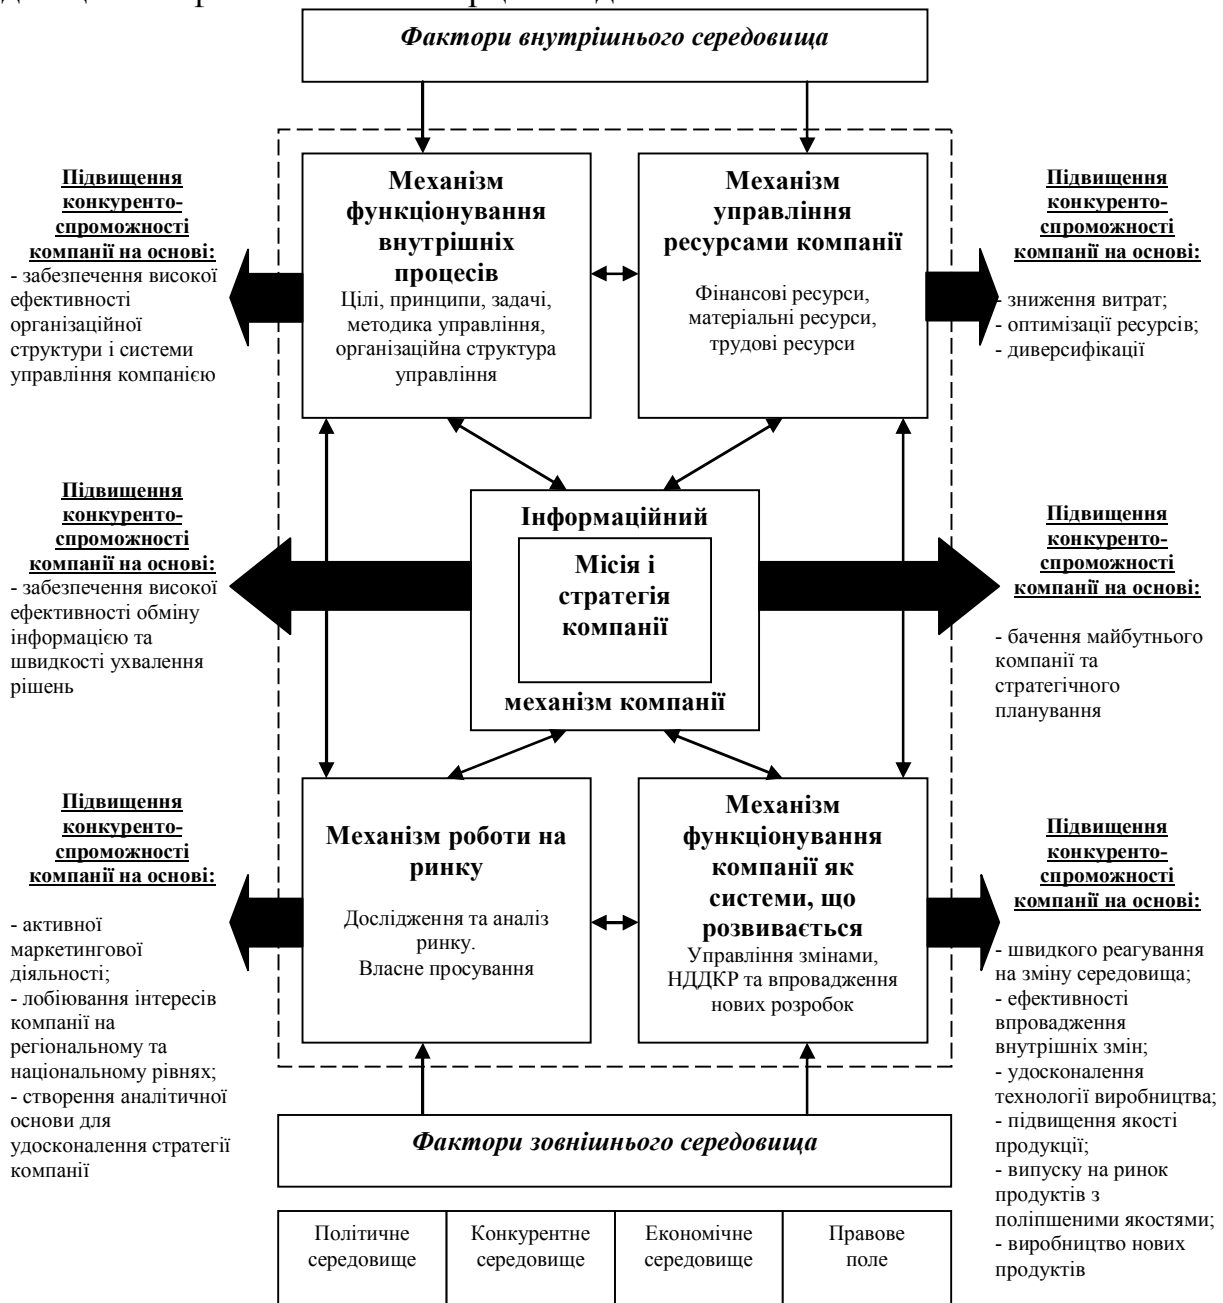 Фактори внутрішнього середовища
Підвищення
конкуренто-
спроможності
компанії на основі:
- забезпечення високої
ефективності
організаційної
структури і системи
управління компанією
Механізм
функціонування
внутрішніх
процесів
Цілі, принципи, задачі,
методика управління,
організаційна структура
управління
Механізм
управління
ресурсами компанії
Фінансові ресурси,
матеріальні ресурси,
трудові ресурси
Підвищення
конкуренто-
спроможності
компанії на основі:
- зниження витрат;
- оптимізації ресурсів;
- диверсифікації
Підвищення
конкуренто-
спроможності
компанії на основі:
- забезпечення високої
ефективності обміну
інформацією та
швидкості ухвалення
рішень
Інформаційний
Місія і
стратегія
компанії
механізм компанії
Підвищення
конкуренто-
спроможності
компанії на основі:
- бачення майбутнього
компанії та
стратегічного
планування
Підвищення
конкуренто-
спроможності
компанії на основі:
- активної
маркетингової
діяльності;
- лобіювання інтересів
компанії на
регіональному та
національному рівнях;
- створення аналітичної
основи для
удосконалення стратегії
компанії
Механізм роботи на
ринку
Дослідження та аналіз
ринку.
Власне просування
Механізм
функціонування
компанії як
системи, що
розвивається
Управління змінами,
НДДКР та впровадження
нових розробок
Підвищення
конкуренто-
спроможності
компанії на основі:
- швидкого реагування
на зміну середовища;
- ефективності
впровадження
внутрішніх змін;
- удосконалення
технології виробництва;
- підвищення якості
продукції;
- випуску на ринок
продуктів з
поліпшеними якостями;
- виробництво нових
продуктів
Фактори зовнішнього середовища
Політичне
середовище
Конкурентне
середовище
Економічне
середовище
Правове
поле